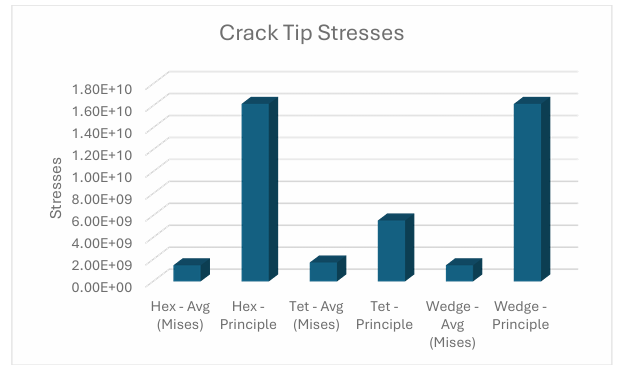 Crack Tip Stresses
Stresses
1.80E+10
1.60E+10
1.40E+10
1.20E+10
1.00E+10
8.00E+09
6.00E+09
4.00E+09
2.00E+09
0.00E+00
Hex - Avg
(Mises)
Hex -
Principle
Tet - Avg
(Mises)
Tet -
Principle
Wedge -
Avg
(Mises)
Wedge -
Principle